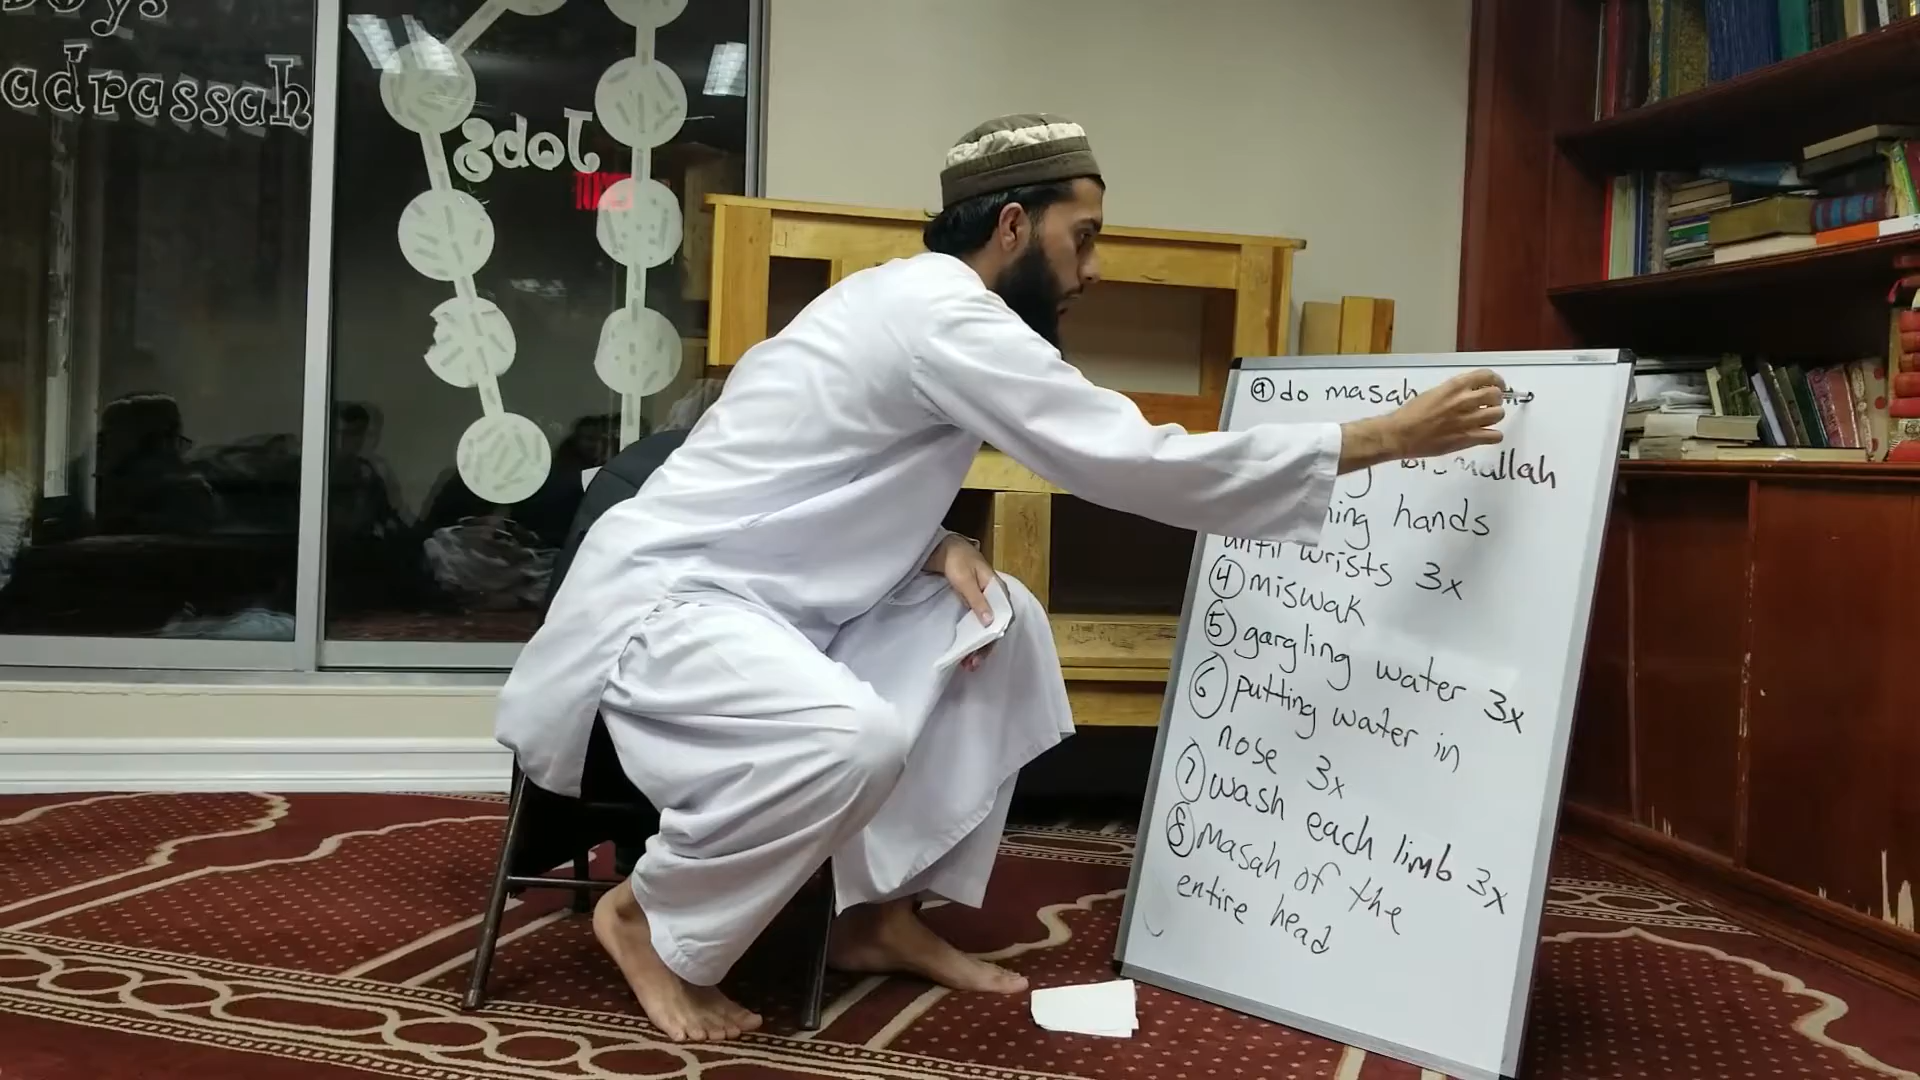 adrassah
Jobs
⑨ do masah
hands
until wrists 3x
④ miswak
⑤ gargling water 3x
⑥ putting water in
nose 3x
⑦ wash each limb 3x
⑧ masah of the
entire head